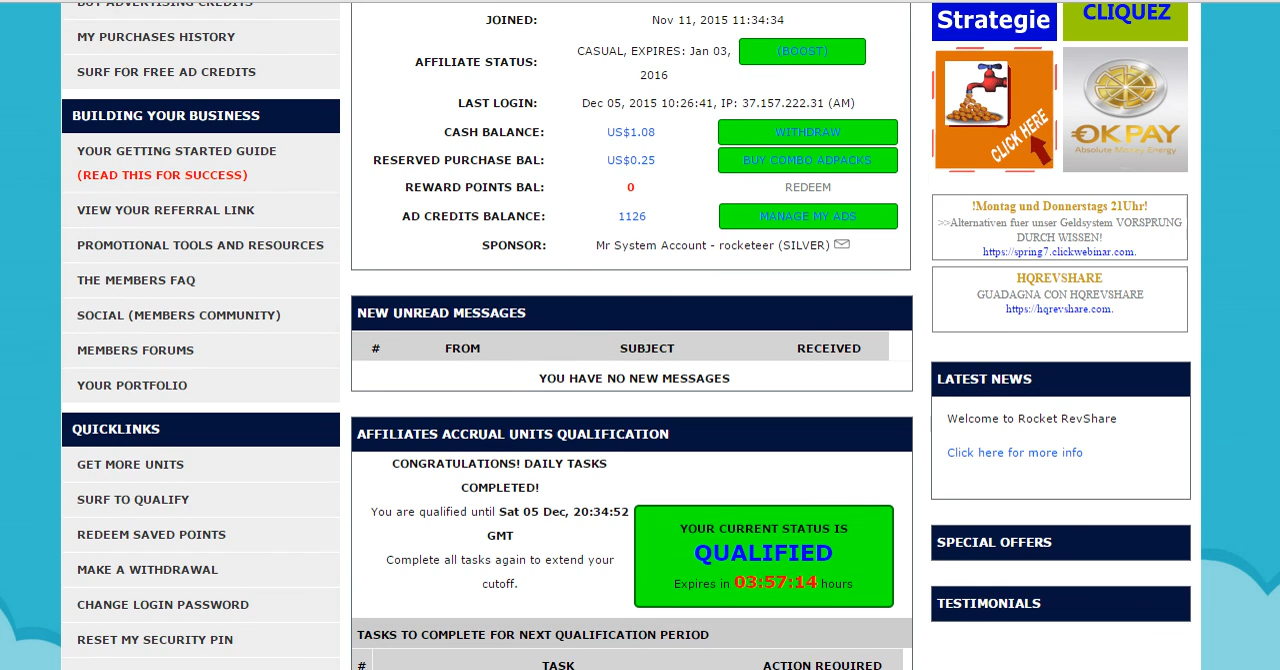 BUY ADVERTISING CREDITS
MY PURCHASES HISTORY
SURF FOR FREE AD CREDITS
BUILDING YOUR BUSINESS
YOUR GETTING STARTED GUIDE
(READ THIS FOR SUCCESS)
VIEW YOUR REFERRAL LINK
PROMOTIONAL TOOLS AND RESOURCES
THE MEMBERS FAQ
SOCIAL (MEMBERS COMMUNITY)
MEMBERS FORUMS
YOUR PORTFOLIO
QUICKLINKS
GET MORE UNITS
SURF TO QUALIFY
REDEEM SAVED POINTS
MAKE A WITHDRAWAL
CHANGE LOGIN PASSWORD
RESET MY SECURITY PIN
JOINED: Nov 11, 2015 11:34:34
AFFILIATE STATUS: CASUAL, EXPIRES: Jan 03, (BOOST)
2016
LAST LOGIN: Dec 05, 2015 10:26:41, IP: 37.157.222.31 (AM)
CASH BALANCE: US$1.08 WITHDRAW
RESERVED PURCHASE BAL: US$0.25 BUY COMBO ADPACKS
REWARD POINTS BAL: 0 REDEEM
AD CREDITS BALANCE: 1126 MANAGE MY ADS
SPONSOR: Mr System Account - rocketeer (SILVER)
NEW UNREAD MESSAGES
# FROM SUBJECT RECEIVED
YOU HAVE NO NEW MESSAGES
AFFILIATES ACCRUAL UNITS QUALIFICATION
CONGRATULATIONS! DAILY TASKS
COMPLETED!
You are qualified until Sat 05 Dec, 20:34:52
GMT
Complete all tasks again to extend your
cutoff.
YOUR CURRENT STATUS IS
QUALIFIED
Expires in 03:57:14 hours
TASKS TO COMPLETE FOR NEXT QUALIFICATION PERIOD
# TASK ACTION REQUIRED
Strategie
CLIQUEZ
CLICK HERE
OKPAY
Absolute Money Energy
!Montag und Donnerstags 21Uhr!
>>Alternativen fuer unser Geldsystem VORSPRUNG
DURCH WISSEN!
https://spring7.clickwebinar.com.
HQREVSHARE
GUADAGNA CON HQREVSHARE
https://hqrevshare.com.
LATEST NEWS
Welcome to Rocket RevShare
Click here for more info
SPECIAL OFFERS
TESTIMONIALS